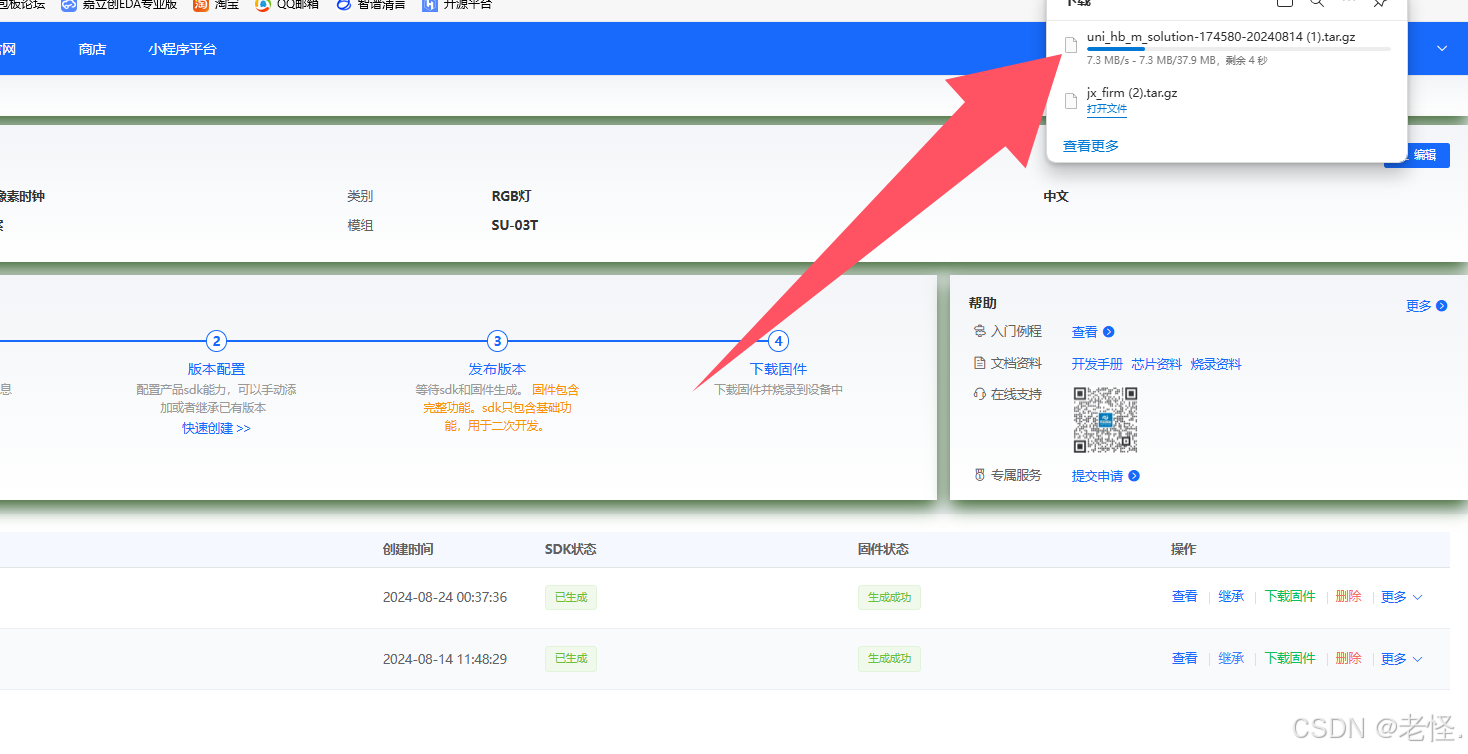 包板论坛 嘉立创EDA专业版 淘宝 QQ邮箱 智谱清言 开源平台
下载
官网 商店 小程序平台
uni_hb_m_solution-174580-20240814 (1).tar.gz
7.3 MB/s - 7.3 MB/37.9 MB, 剩余 4 秒
jx_firm (2).tar.gz
打开文件
查看更多
编辑
像素时钟 类别 RGB灯 中文
案 模组 SU-03T
帮助 更多
2 3 4
入门例程 查看
版本配置 发布版本 下载固件
文档资料 开发手册 芯片资料 烧录资料
息 配置产品sdk能力,可以手动添 等待sdk和固件生成。 固件包含 下载固件并烧录到设备中
加或者继承已有版本 完整功能。sdk只包含基础功
快速创建 >> 能,用于二次开发。
在线支持
专属服务 提交申请
创建时间 SDK状态 固件状态 操作
2024-08-24 00:37:36 已生成 生成成功 查看 继承 下载固件 删除 更多
2024-08-14 11:48:29 已生成 生成成功 查看 继承 下载固件 删除 更多
CSDN @老怪.